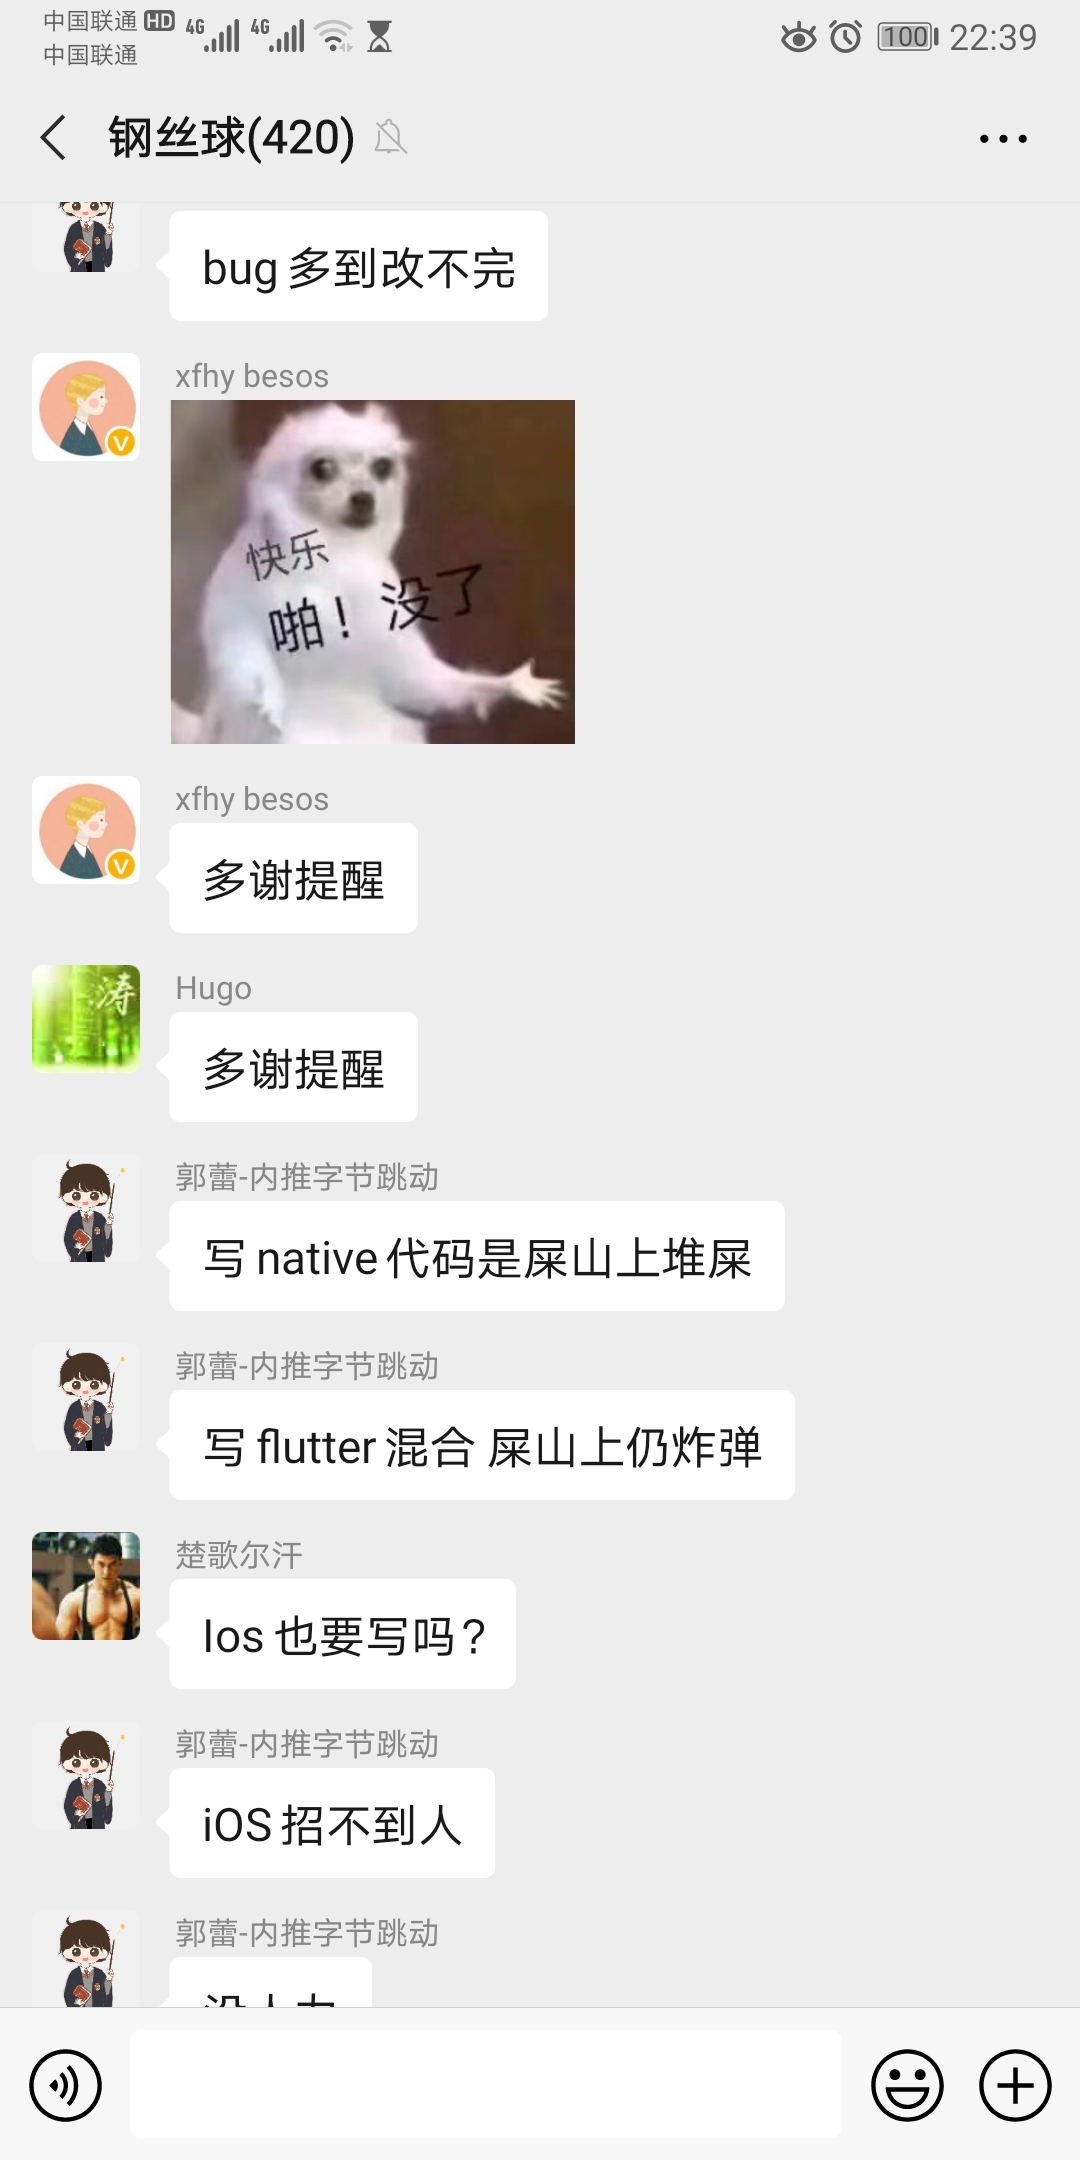 中国联通 HD 4G 4G 100 22:39
中国联通
钢丝球(420)
bug 多到改不完
xfhy besos
快乐
啪！没了
V
xfhy besos
多谢提醒
V
Hugo
涛
多谢提醒
郭蕾-内推字节跳动
写 native 代码是屎山上堆屎
郭蕾-内推字节跳动
写 flutter 混合 屎山上仍炸弹
楚歌尔汗
Ios 也要写吗？
郭蕾-内推字节跳动
iOS 招不到人
郭蕾-内推字节跳动